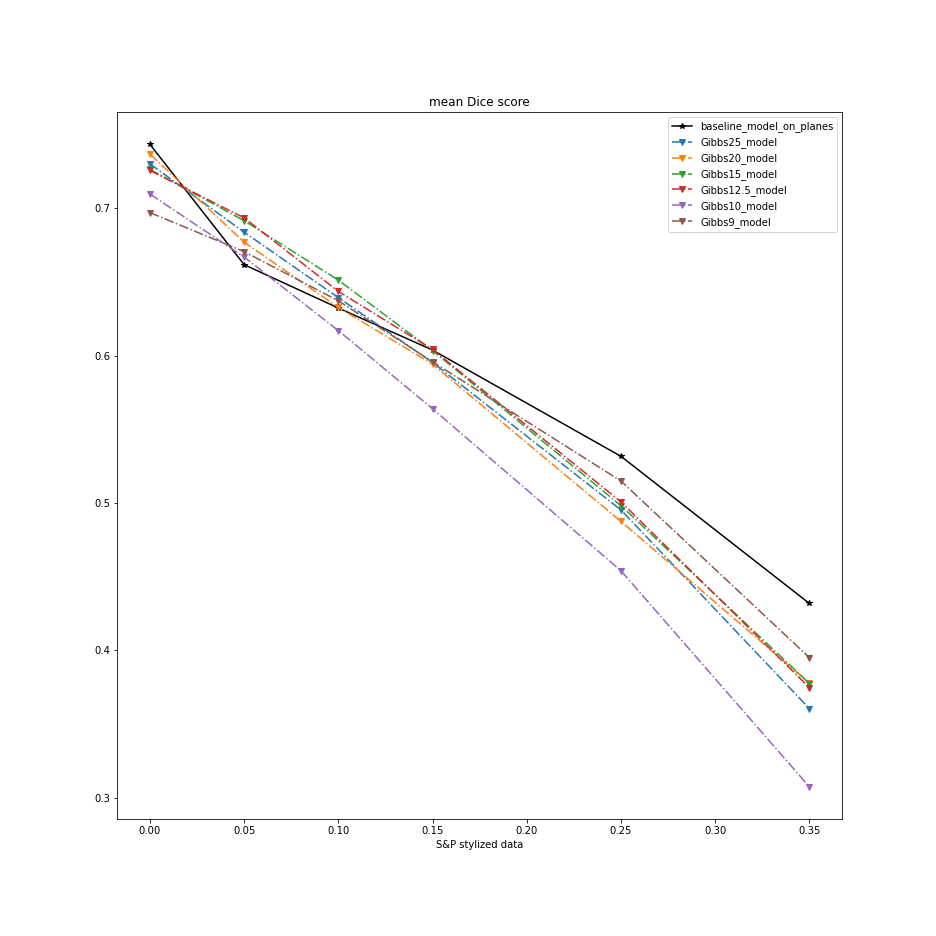 mean Dice score
baseline_model_on_planes
Gibbs25_model
Gibbs20_model
Gibbs15_model
Gibbs12.5_model
Gibbs10_model
Gibbs9_model
0.7
0.6
0.5
0.4
0.3
0.00 0.05 0.10 0.15 0.20 0.25 0.30 0.35
S&P stylized data